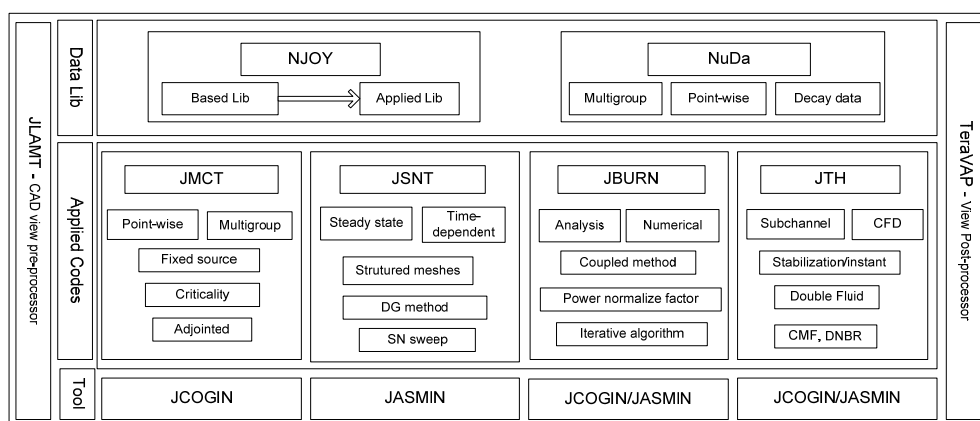 JLAMT - CAD view pre-processor
Data Lib
NJOY
Based Lib
Applied Lib
NuDa
Multigroup
Point-wise
Decay data
Applied Codes
JMCT
Point-wise
Multigroup
Fixed source
Criticality
Adjointed
JSNT
Steady state
Time-
dependent
Strutured meshes
DG method
SN sweep
JBURN
Analysis
Numerical
Coupled method
Power normalize factor
Iterative algorithm
JTH
Subchannel
CFD
Stabilization/instant
Double Fluid
CMF, DNBR
Tool
JCOGIN
JASMIN
JCOGIN/JASMIN
JCOGIN/JASMIN
TeraVAP - View Post-processor